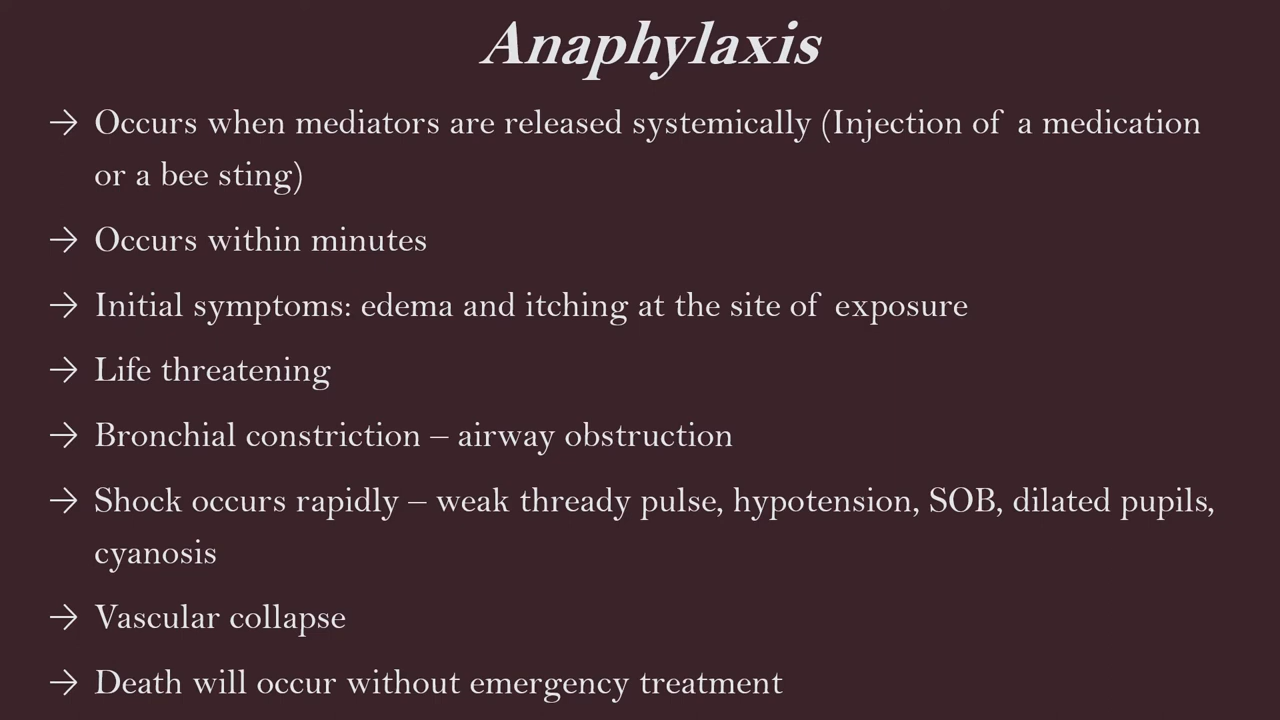 Anaphylaxis
→ Occurs when mediators are released systemically (Injection of a medication
or a bee sting)
→ Occurs within minutes
→ Initial symptoms: edema and itching at the site of exposure
→ Life threatening
→ Bronchial constriction – airway obstruction
→ Shock occurs rapidly – weak thready pulse, hypotension, SOB, dilated pupils,
cyanosis
→ Vascular collapse
→ Death will occur without emergency treatment